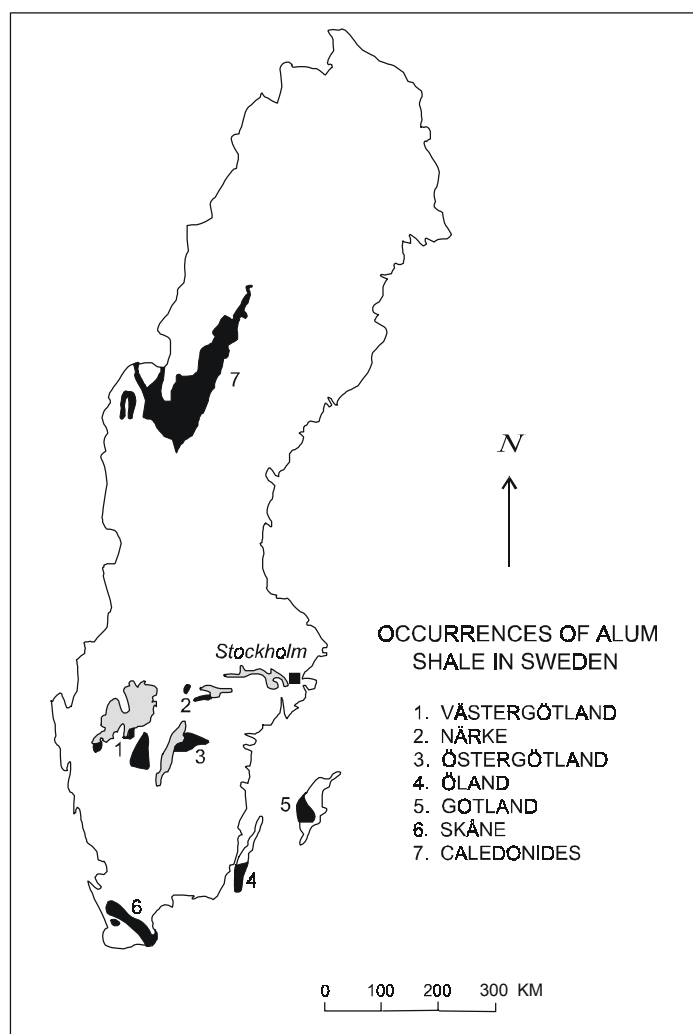 7
N
OCCURRENCES OF ALUM
SHALE IN SWEDEN
Stockholm
1. VÄSTERGÖTLAND
2. NÄRKE
3. ÖSTERGÖTLAND
4. ÖLAND
5. GOTLAND
6. SKÅNE
7. CALEDONIDES
2
1
3
5
4
6
0 100 200 300 KM